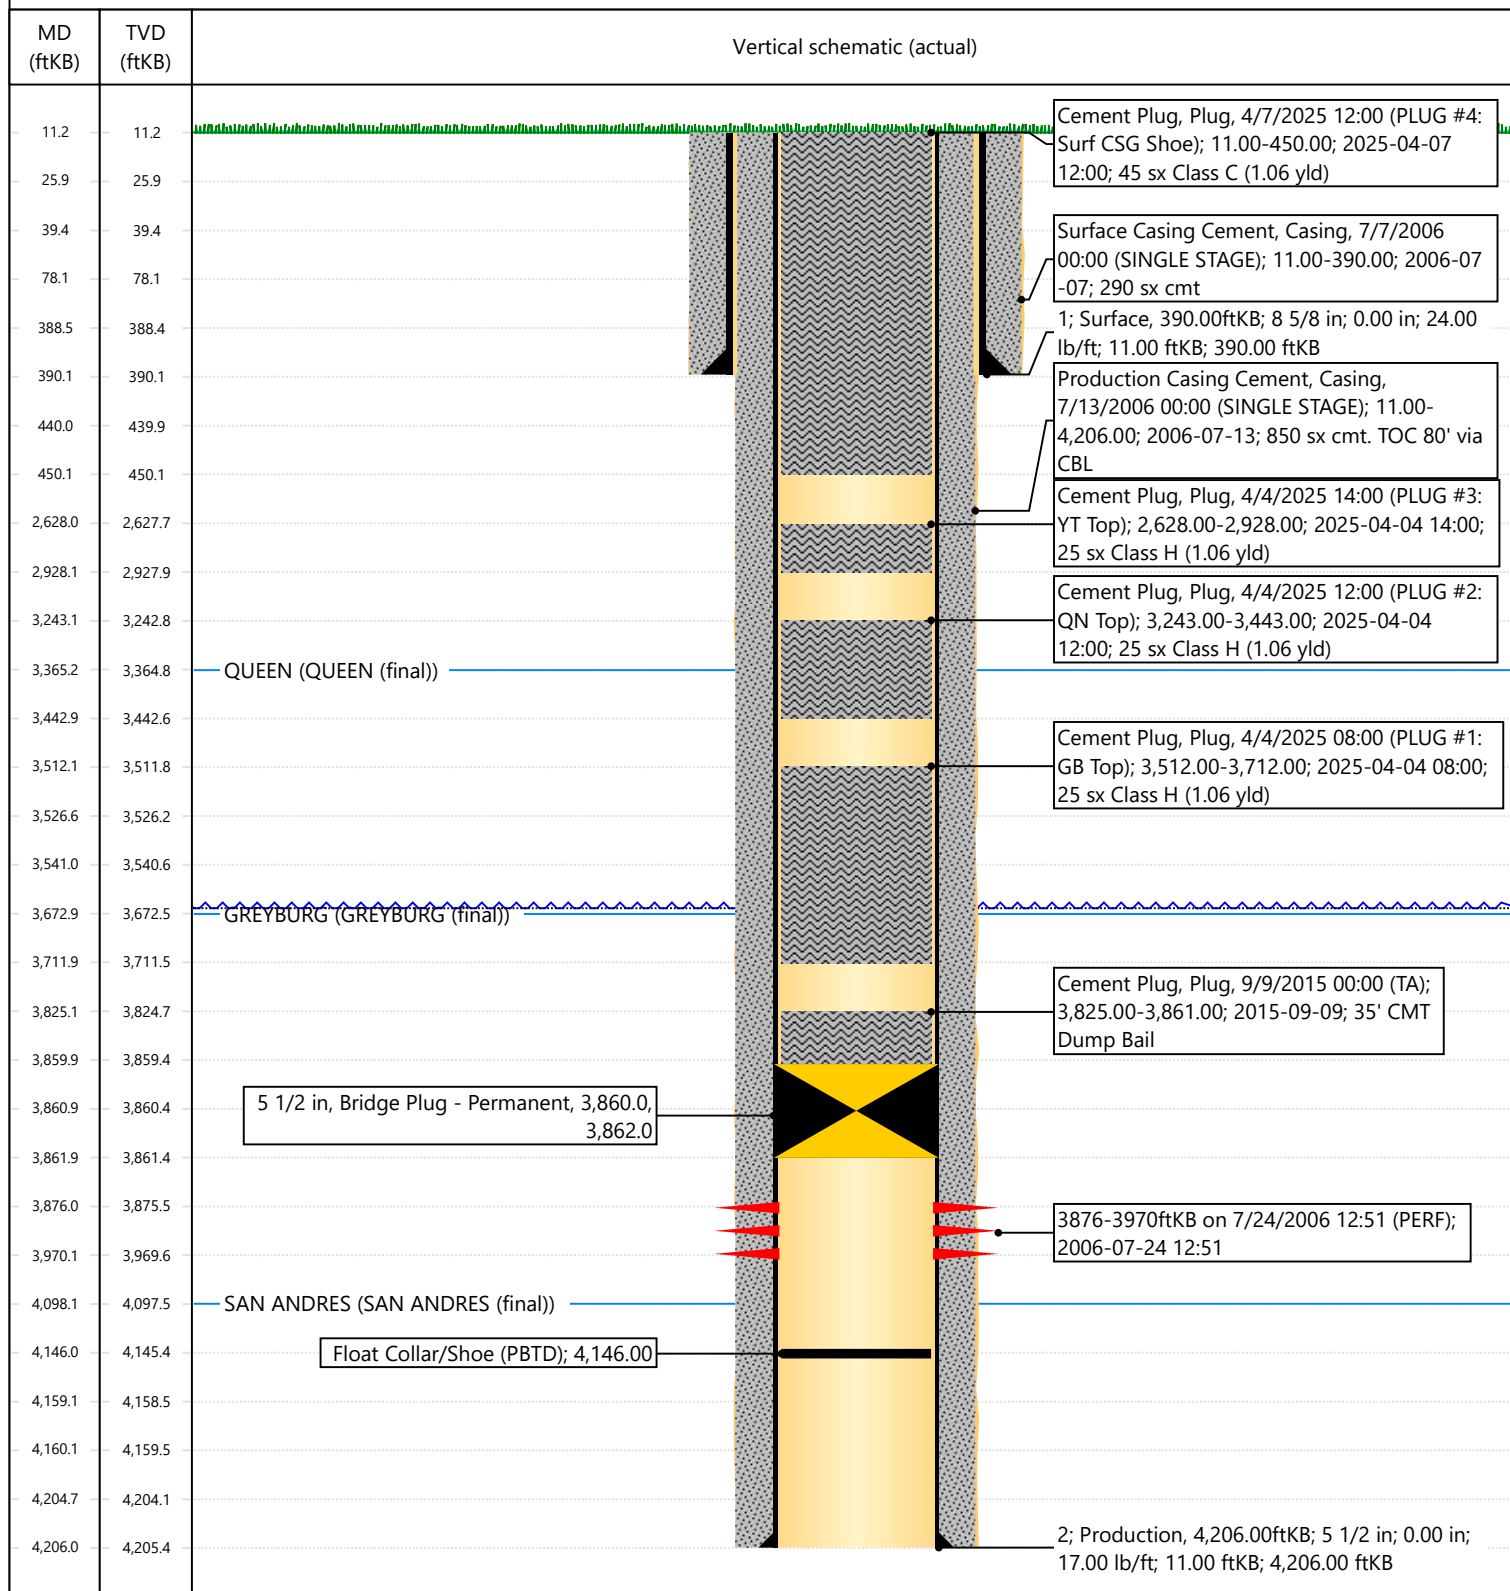 MD
(ftKB)
TVD
(ftKB)
Vertical schematic (actual)
11.2 11.2
25.9 25.9
39.4 39.4
78.1 78.1
388.5 388.4
390.1 390.1
440.0 439.9
450.1 450.1
2,628.0 2,627.7
2,928.1 2,927.9
3,243.1 3,242.8
3,365.2 3,364.8
3,442.9 3,442.6
3,512.1 3,511.8
3,526.6 3,526.2
3,541.0 3,540.6
3,672.9 3,672.5
3,711.9 3,711.5
3,825.1 3,824.7
3,859.9 3,859.4
3,860.9 3,860.4
3,861.9 3,861.4
3,876.0 3,875.5
3,970.1 3,969.6
4,098.1 4,097.5
4,146.0 4,145.4
4,159.1 4,158.5
4,160.1 4,159.5
4,204.7 4,204.1
4,206.0 4,205.4
QUEEN (QUEEN (final))
GREYBURG (GREYBURG (final))
5 1/2 in, Bridge Plug - Permanent, 3,860.0,
3,862.0
SAN ANDRES (SAN ANDRES (final))
Float Collar/Shoe (PBTD); 4,146.00
Cement Plug, Plug, 4/7/2025 12:00 (PLUG #4:
Surf CSG Shoe); 11.00-450.00; 2025-04-07
12:00; 45 sx Class C (1.06 yld)
Surface Casing Cement, Casing, 7/7/2006
00:00 (SINGLE STAGE); 11.00-390.00; 2006-07
-07; 290 sx cmt
1; Surface, 390.00ftKB; 8 5/8 in; 0.00 in; 24.00
lb/ft; 11.00 ftKB; 390.00 ftKB
Production Casing Cement, Casing,
7/13/2006 00:00 (SINGLE STAGE); 11.00-
4,206.00; 2006-07-13; 850 sx cmt. TOC 80' via
CBL
Cement Plug, Plug, 4/4/2025 14:00 (PLUG #3:
YT Top); 2,628.00-2,928.00; 2025-04-04 14:00;
25 sx Class H (1.06 yld)
Cement Plug, Plug, 4/4/2025 12:00 (PLUG #2:
QN Top); 3,243.00-3,443.00; 2025-04-04
12:00; 25 sx Class H (1.06 yld)
Cement Plug, Plug, 4/4/2025 08:00 (PLUG #1:
GB Top); 3,512.00-3,712.00; 2025-04-04 08:00;
25 sx Class H (1.06 yld)
Cement Plug, Plug, 9/9/2015 00:00 (TA);
3,825.00-3,861.00; 2015-09-09; 35' CMT
Dump Bail
3876-3970ftKB on 7/24/2006 12:51 (PERF);
2006-07-24 12:51
2; Production, 4,206.00ftKB; 5 1/2 in; 0.00 in;
17.00 lb/ft; 11.00 ftKB; 4,206.00 ftKB